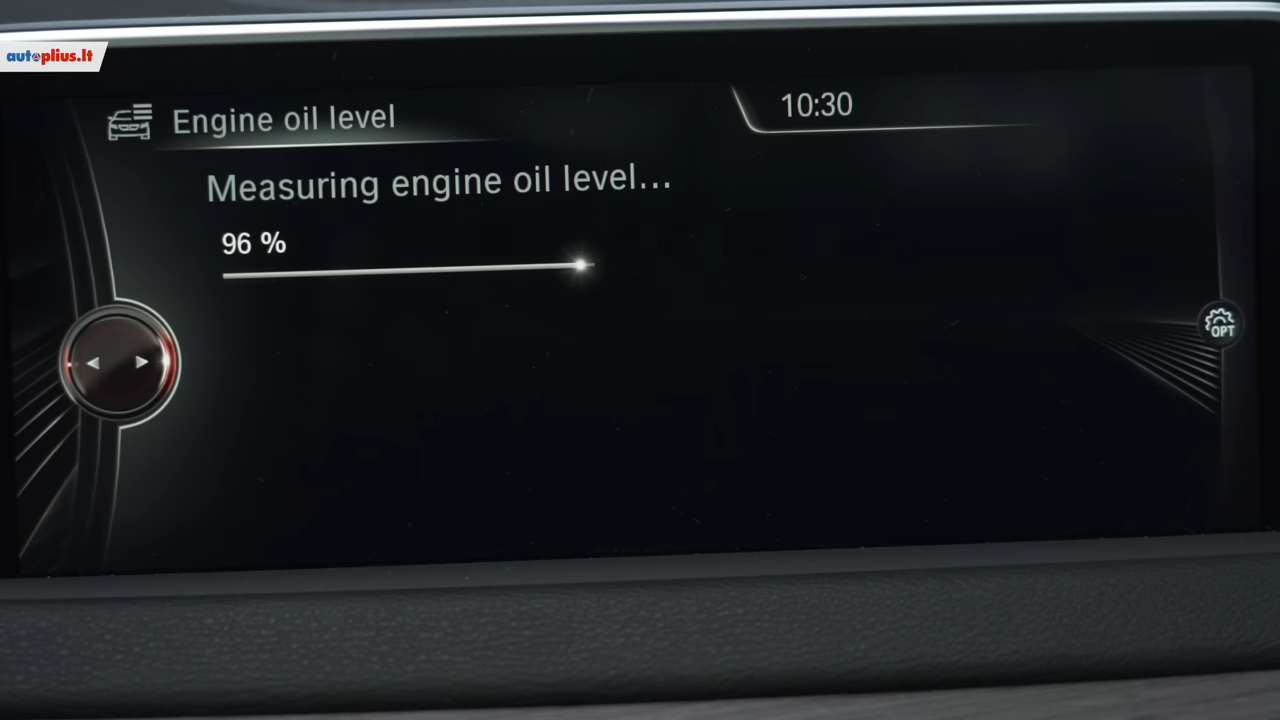 autoplius.lt
Engine oil level
10:30
Measuring engine oil level...
96 %
OPT